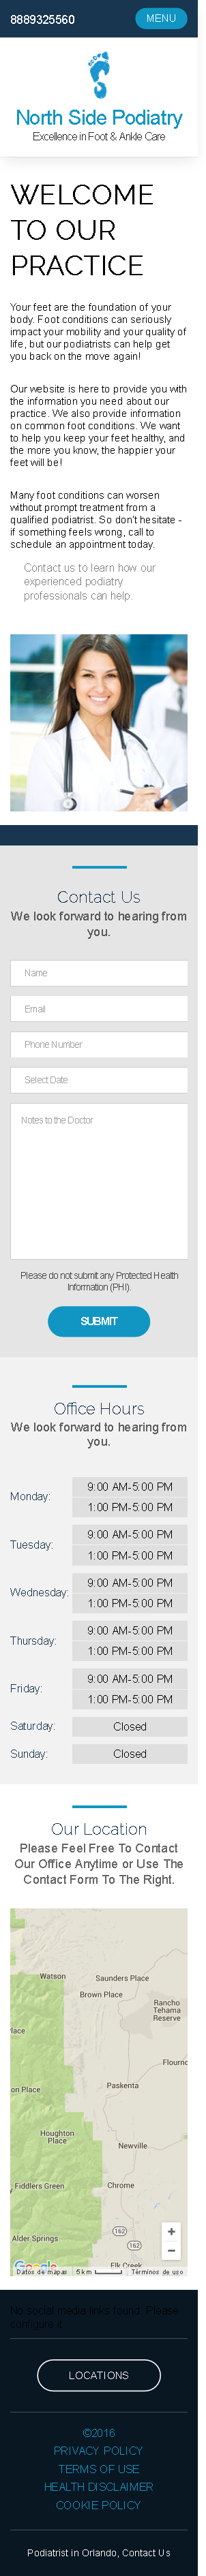 8889325560
MENU
North Side Podiatry
Excellence in Foot & Ankle Care
WELCOME
TO OUR
PRACTICE
Your feet are the foundation of your
body. Foot conditions can seriously
impact your mobility and your quality of
life, but our podiatrists can help get
you back on the move again!
Our website is here to provide you with
the information you need about our
practice. We also provide information
on common foot conditions. We want
to help you keep your feet healthy, and
the more you know, the happier your
feet will be!
Many foot conditions can worsen
without prompt treatment from a
qualified podiatrist. So don't hesitate -
if something feels wrong, call to
schedule an appointment today.
Contact us to learn how our
experienced podiatry
professionals can help.
Contact Us
We look forward to hearing from
you.
Name
Email
Phone Number
Select Date
Notes to the Doctor
Please do not submit any Protected Health
Information (PHI).
SUBMIT
Office Hours
We look forward to hearing from
you.
Monday:
9:00 AM-5:00 PM
1:00 PM-5:00 PM
Tuesday:
9:00 AM-5:00 PM
1:00 PM-5:00 PM
Wednesday:
9:00 AM-5:00 PM
1:00 PM-5:00 PM
Thursday:
9:00 AM-5:00 PM
1:00 PM-5:00 PM
Friday:
9:00 AM-5:00 PM
1:00 PM-5:00 PM
Saturday:
Closed
Sunday:
Closed
Our Location
Please Feel Free To Contact
Our Office Anytime or Use The
Contact Form To The Right.
Watson
Saunders Place
Brown Place
Rancho
Tehama
Reserve
lace
Flourno
on Place
Paskenta
Houghton
Place
Newville
Fiddlers Green
Chrome
162
162
Alder Springs
Elk Creek
Google
Datos de mapas
5 km
Términos de uso
+
−
No social media links found. Please
configure it.
LOCATIONS
©2016
PRIVACY POLICY
TERMS OF USE
HEALTH DISCLAIMER
COOKIE POLICY
Podiatrist in Orlando, Contact Us